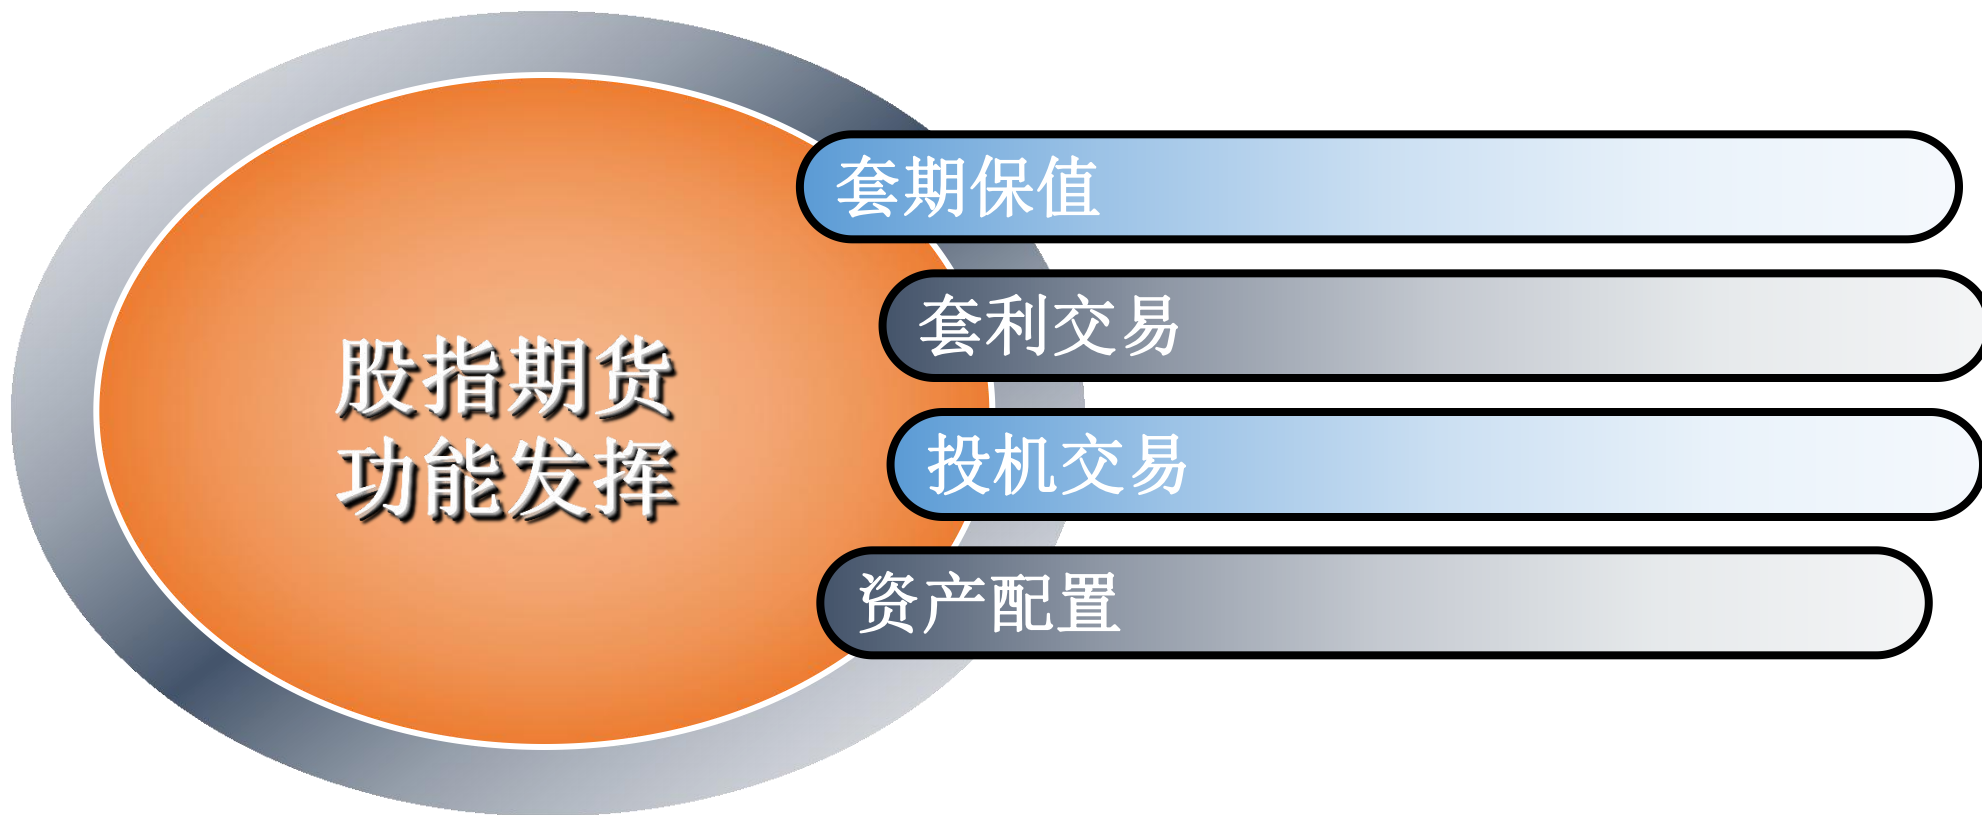 股指期货
功能发挥
套期保值
套利交易
投机交易
资产配置